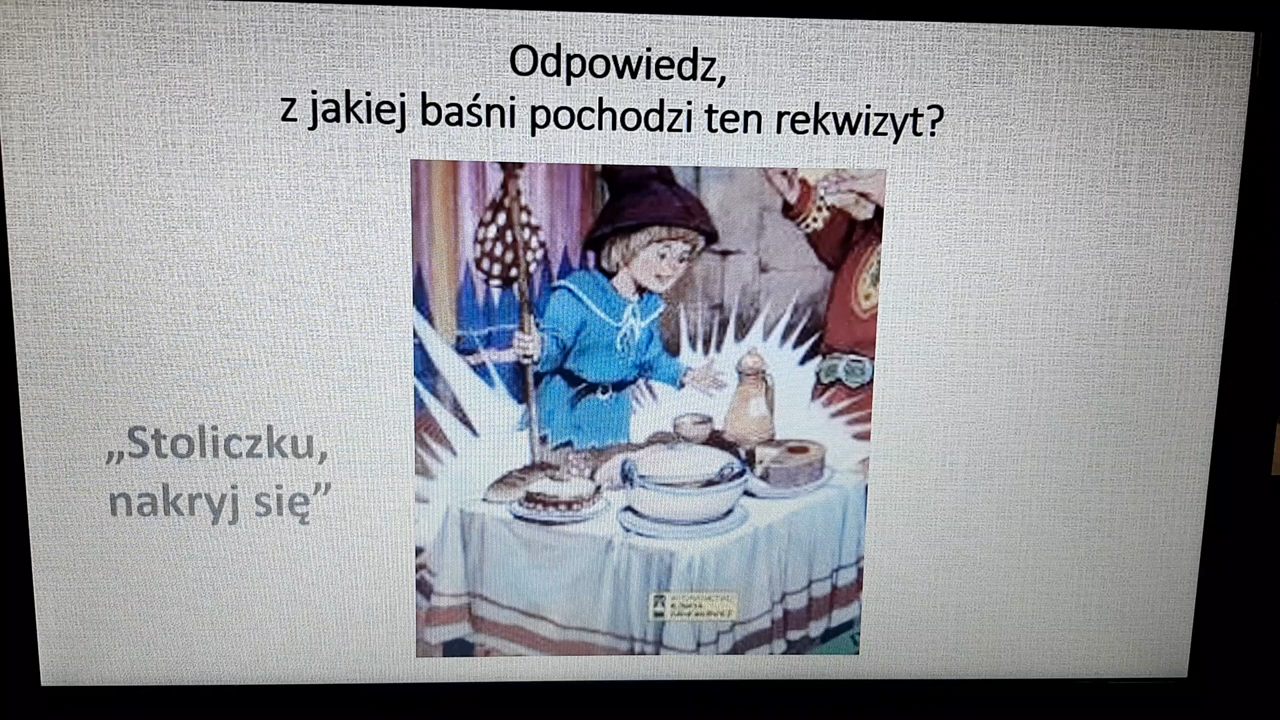 Odpowiedz,
z jakiej baśni pochodzi ten rekwizyt?
„Stoliczku,
nakryj się”